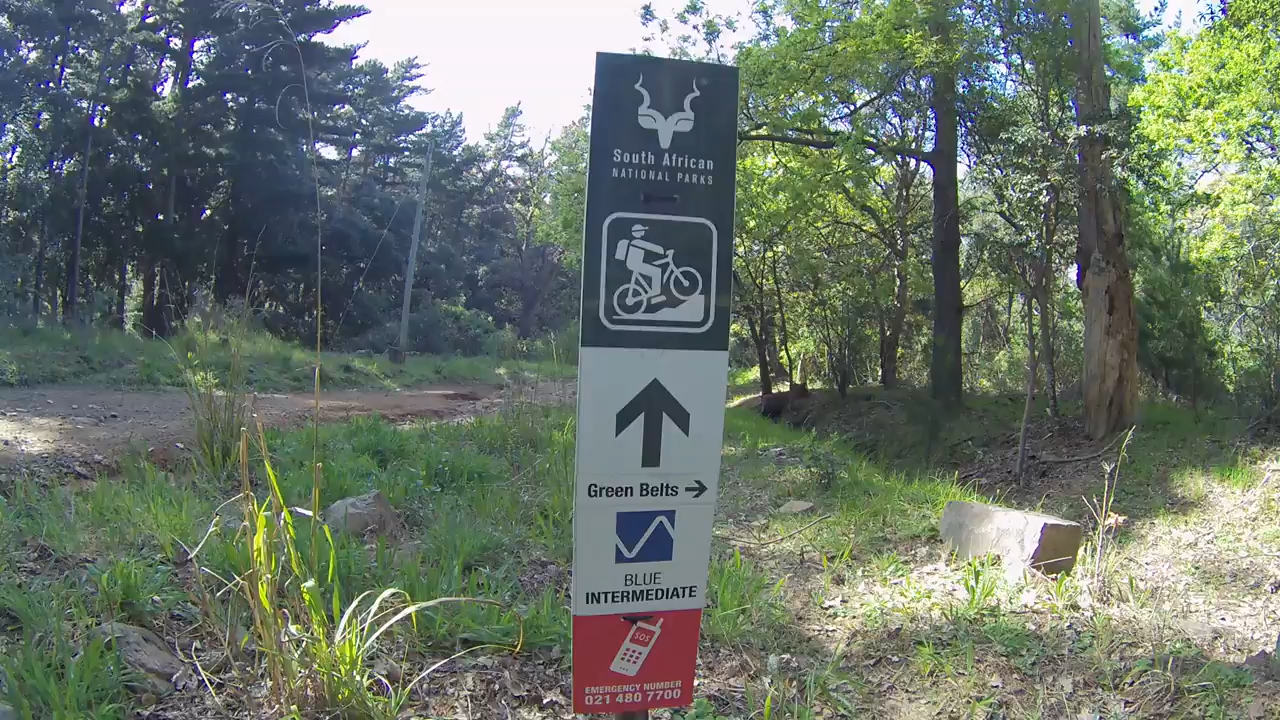 South African
NATIONAL PARKS
Green Belts →
BLUE
INTERMEDIATE
SOS
EMERGENCY NUMBER
021 480 7700